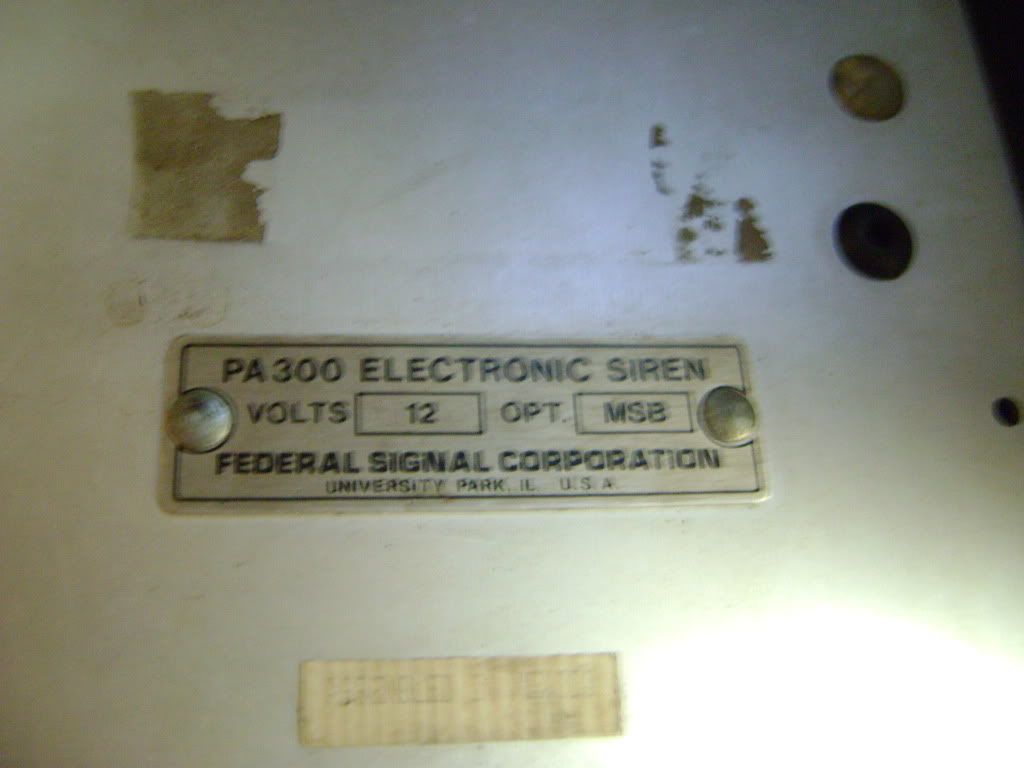 PA300 ELECTRONIC SIREN
VOLTS 12 OPT. MSB
FEDERAL SIGNAL CORPORATION
UNIVERSITY PARK, IL. U.S.A.